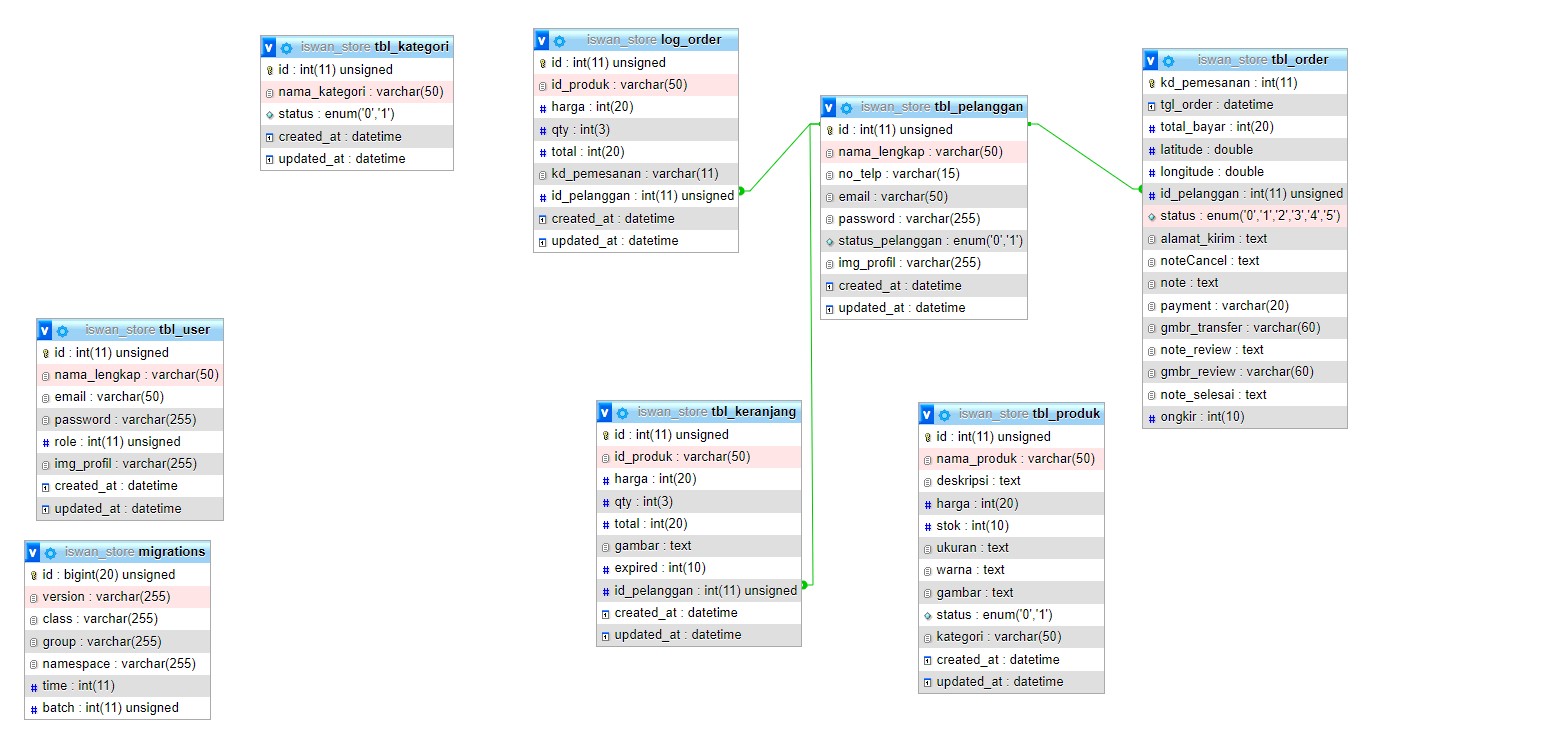 iswan_store tbl_kategori
id : int(11) unsigned
nama_kategori : varchar(50)
status : enum('0','1')
created_at : datetime
updated_at : datetime
iswan_store log_order
id : int(11) unsigned
id_produk : varchar(50)
harga : int(20)
qty : int(3)
total : int(20)
kd_pemesanan : varchar(11)
id_pelanggan : int(11) unsigned
created_at : datetime
updated_at : datetime
iswan_store tbl_pelanggan
id : int(11) unsigned
nama_lengkap : varchar(50)
no_telp : varchar(15)
email : varchar(50)
password : varchar(255)
status_pelanggan : enum('0','1')
img_profil : varchar(255)
created_at : datetime
updated_at : datetime
iswan_store tbl_order
kd_pemesanan : int(11)
tgl_order : datetime
total_bayar : int(20)
latitude : double
longitude : double
id_pelanggan : int(11) unsigned
status : enum('0','1','2','3','4','5')
alamat_kirim : text
noteCancel : text
note : text
payment : varchar(20)
gmbr_transfer : varchar(60)
note_review : text
gmbr_review : varchar(60)
note_selesai : text
ongkir : int(10)
iswan_store tbl_user
id : int(11) unsigned
nama_lengkap : varchar(50)
email : varchar(50)
password : varchar(255)
role : int(11) unsigned
img_profil : varchar(255)
created_at : datetime
updated_at : datetime
iswan_store tbl_keranjang
id : int(11) unsigned
id_produk : varchar(50)
harga : int(20)
qty : int(3)
total : int(20)
gambar : text
expired : int(10)
id_pelanggan : int(11) unsigned
created_at : datetime
updated_at : datetime
iswan_store tbl_produk
id : int(11) unsigned
nama_produk : varchar(50)
deskripsi : text
harga : int(20)
stok : int(10)
ukuran : text
warna : text
gambar : text
status : enum('0','1')
kategori : varchar(50)
created_at : datetime
updated_at : datetime
iswan_store migrations
id : bigint(20) unsigned
version : varchar(255)
class : varchar(255)
group : varchar(255)
namespace : varchar(255)
time : int(11)
batch : int(11) unsigned